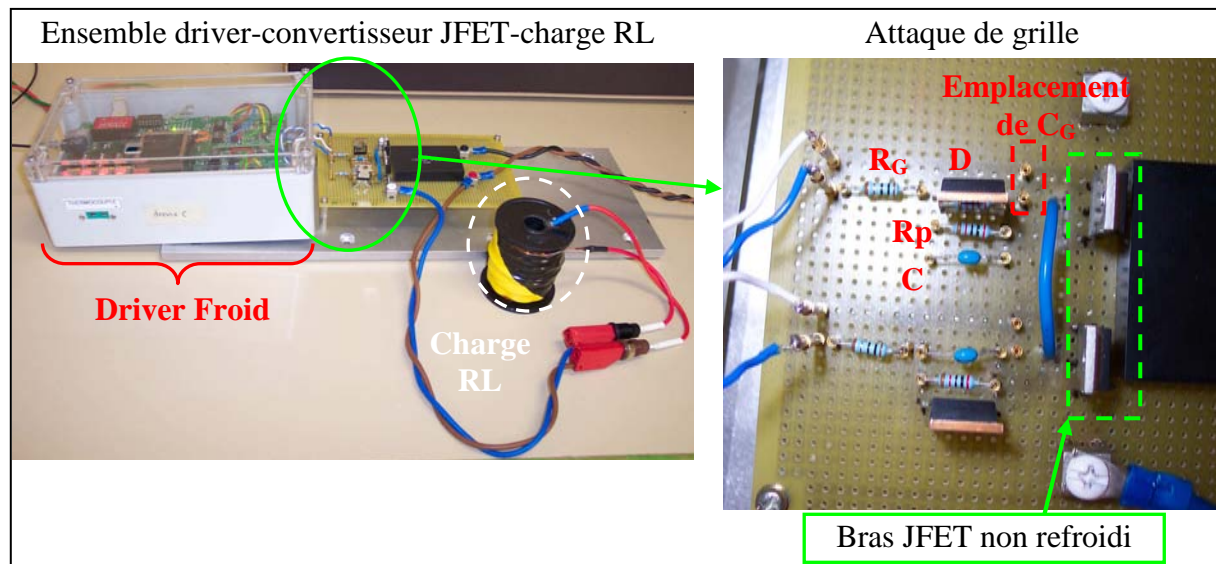 Ensemble driver-convertisseur JFET-charge RL
Attaque de grille
THERMOCOUPLE
Driver Froid
Charge
RL
Emplacement
de CG
RG
D
Rp
C
Bras JFET non refroidi